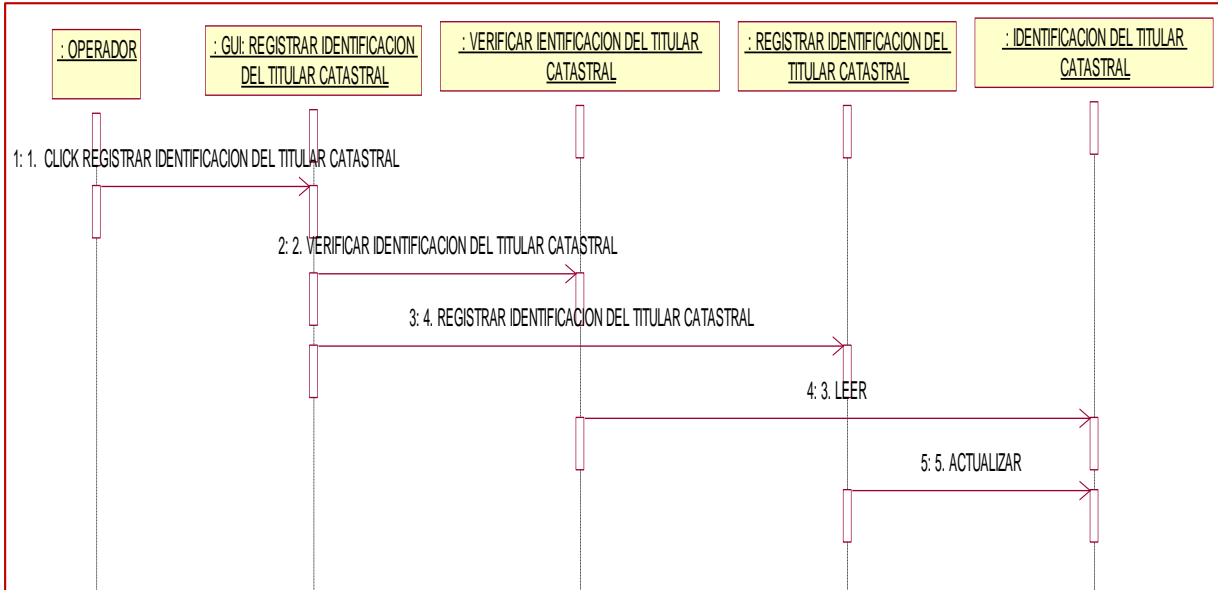 : OPERADOR
: GUI: REGISTRAR IDENTIFICACION
DEL TITULAR CATASTRAL
: VERIFICAR IENTIFICACION DEL TITULAR
CATASTRAL
: REGISTRAR IDENTIFICACION DEL
TITULAR CATASTRAL
: IDENTIFICACION DEL TITULAR
CATASTRAL
1: 1. CLICK REGISTRAR IDENTIFICACION DEL TITULAR CATASTRAL
2: 2. VERIFICAR IDENTIFICACION DEL TITULAR CATASTRAL
3: 4. REGISTRAR IDENTIFICACION DEL TITULAR CATASTRAL
4: 3. LEER
5: 5. ACTUALIZAR